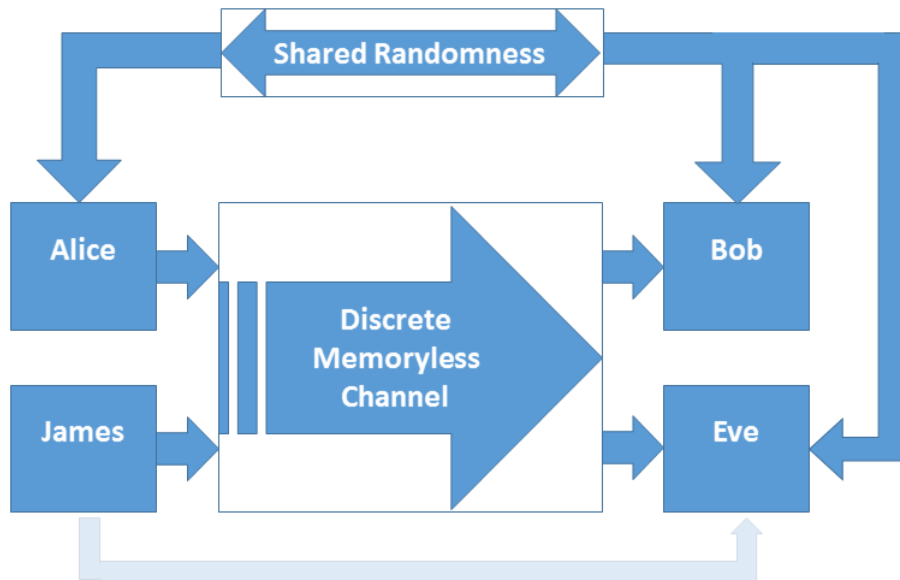 Shared Randomness
Alice
Bob
Discrete
Memoryless
Channel
James
Eve